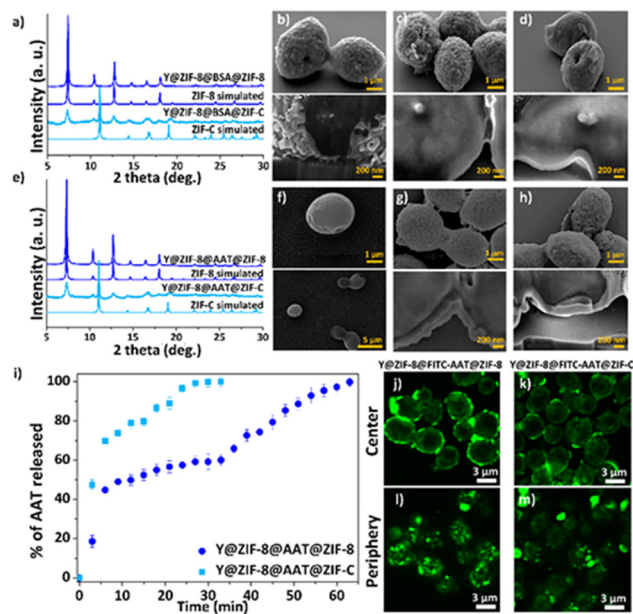 a)
Intensity (a. u.)
Y@ZIF-8@BSA@ZIF-8
ZIF-8 simulated
Y@ZIF-8@BSA@ZIF-C
ZIF-C simulated
5 10 15 20 25 30
2 theta (deg.)
b)
1 µm
200 nm
c)
1 µm
200 nm
d)
1 µm
200 nm
e)
Intensity (a. u.)
Y@ZIF-8@AAT@ZIF-8
ZIF-8 simulated
Y@ZIF-8@AAT@ZIF-C
ZIF-C simulated
5 10 15 20 25 30
2 theta (deg.)
f)
1 µm
5 µm
g)
1 µm
200 nm
h)
1 µm
200 nm
i)
% of AAT released
100
80
60
40
20
0
Y@ZIF-8@AAT@ZIF-8
Y@ZIF-8@AAT@ZIF-C
0 10 20 30 40 50 60
Time (min)
Y@ZIF-8@FITC-AAT@ZIF-8
Y@ZIF-8@FITC-AAT@ZIF-C
Center
j)
3 µm
k)
3 µm
Periphery
l)
3 µm
m)
3 µm